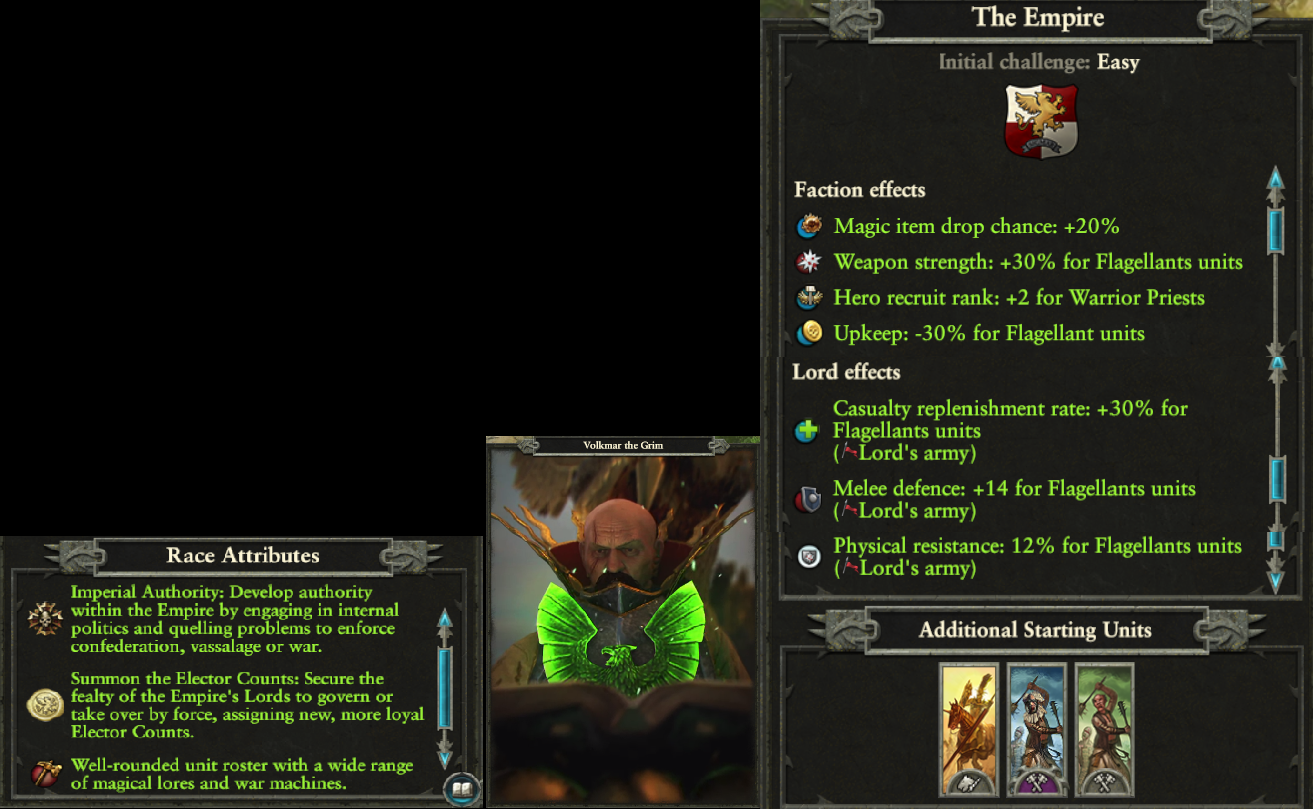 The Empire
Initial challenge: Easy
Faction effects
Magic item drop chance: +20%
Weapon strength: +30% for Flagellants units
Hero recruit rank: +2 for Warrior Priests
Upkeep: -30% for Flagellant units
Lord effects
Casualty replenishment rate: +30% for
Flagellants units
(Lord's army)
Melee defence: +14 for Flagellants units
(Lord's army)
Physical resistance: 12% for Flagellants units
(Lord's army)
Additional Starting Units
Volkmar the Grim
Race Attributes
Imperial Authority: Develop authority
within the Empire by engaging in internal
politics and quelling problems to enforce
confederation, vassalage or war.
Summon the Elector Counts: Secure the
fealty of the Empire's Lords to govern or
take over by force, assigning new, more loyal
Elector Counts.
Well-rounded unit roster with a wide range
of magical lores and war machines.